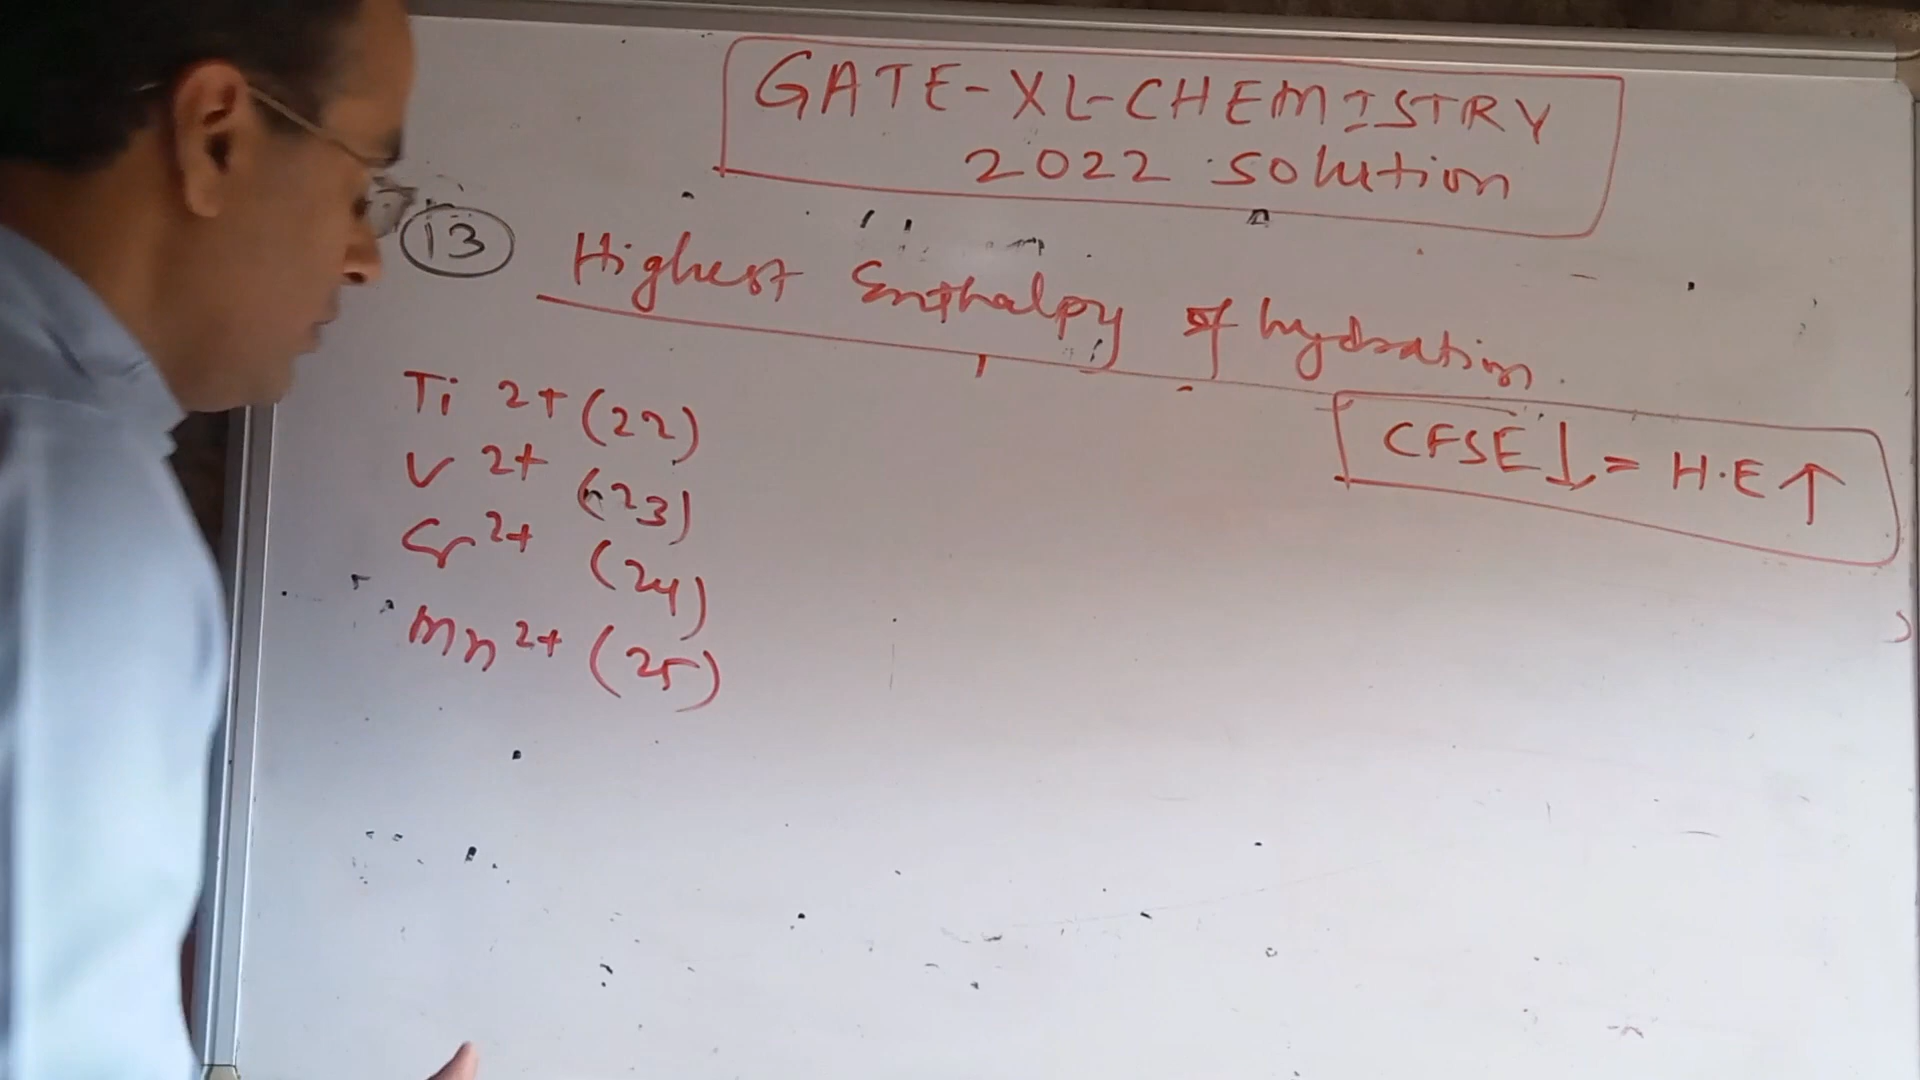 GATE-XL-CHEMISTRY
2022 Solution
13 Highest Enthalpy of hydration
CFSE↓ = H.E↑
Ti 2+ (22)
V 2+ (23)
Cr 2+ (24)
Mn 2+ (25)